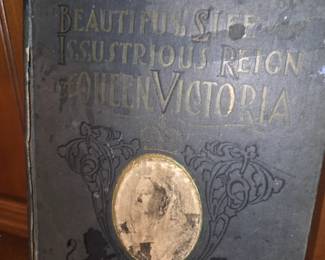 BEAUTIFUL LIFE
ILLUSTRIOUS REIGN
OF QUEEN VICTORIA